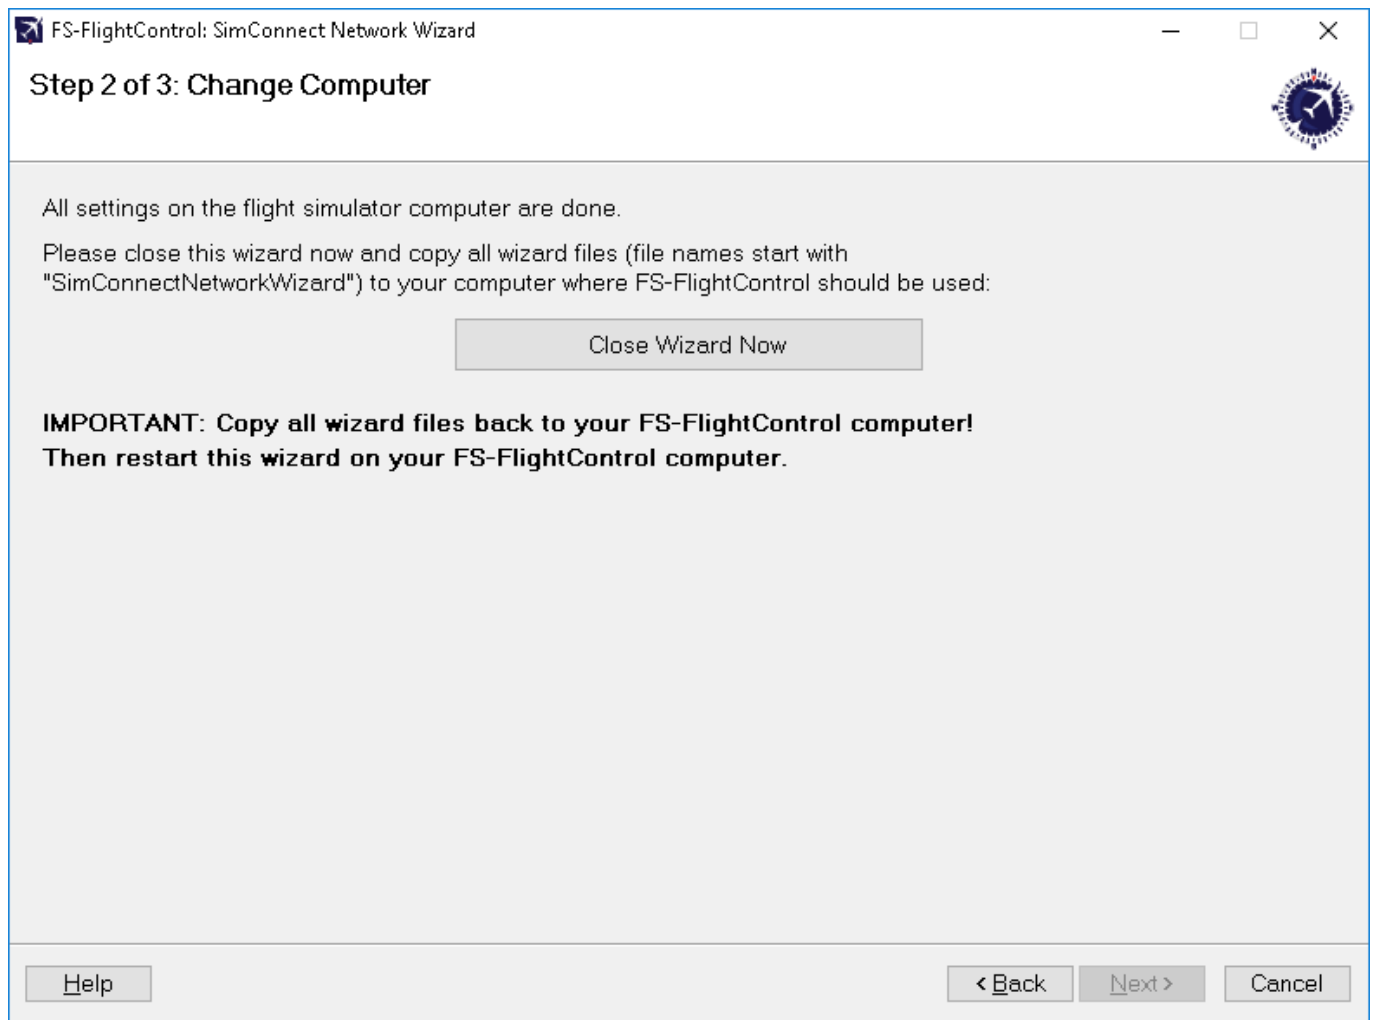 FS-FlightControl: SimConnect Network Wizard
Step 2 of 3: Change Computer
All settings on the flight simulator computer are done.
Please close this wizard now and copy all wizard files (file names start with
"SimConnectNetworkWizard") to your computer where FS-FlightControl should be used:
Close Wizard Now
IMPORTANT: Copy all wizard files back to your FS-FlightControl computer!
Then restart this wizard on your FS-FlightControl computer.
Help
< Back
Next >
Cancel